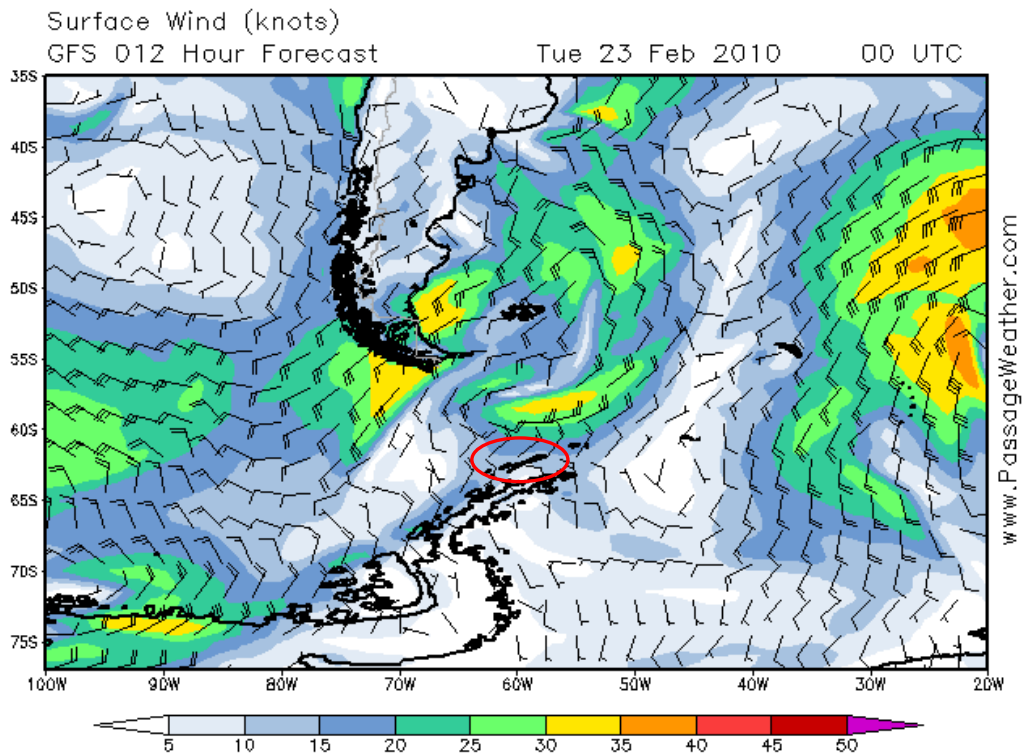 Surface Wind (knots)
GFS 012 Hour Forecast Tue 23 Feb 2010 00 UTC
35S
40S
45S
50S
55S
60S
65S
70S
75S
100W 90W 80W 70W 60W 50W 40W 30W 20W
5 10 15 20 25 30 35 40 45 50
www.PassageWeather.com